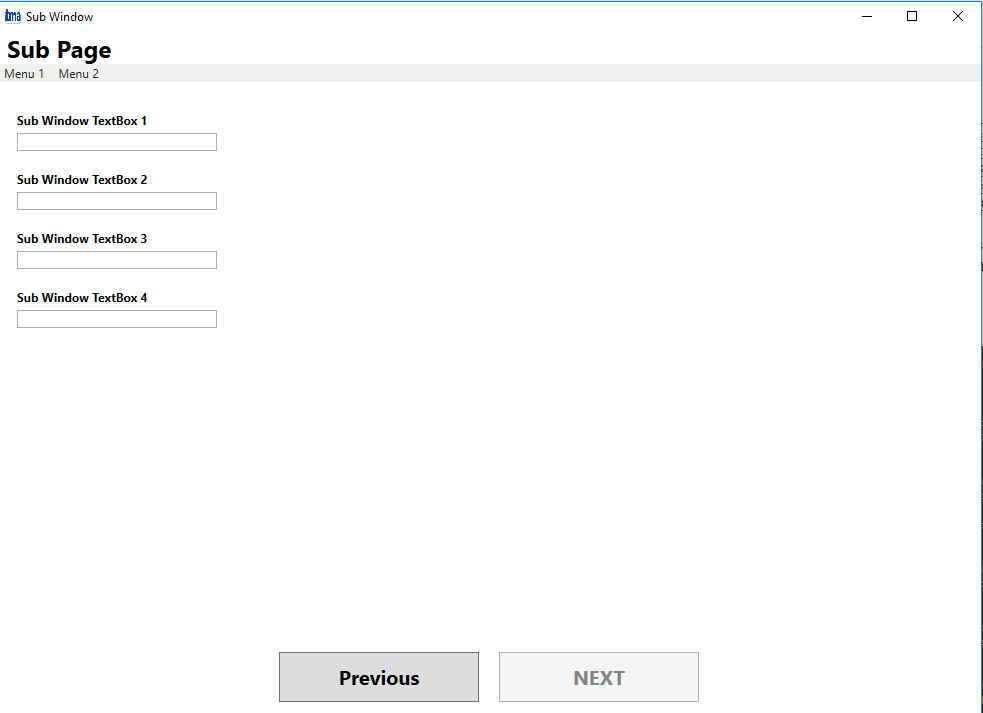 Sub Window
Sub Page
Menu 1 Menu 2
Sub Window TextBox 1
Sub Window TextBox 2
Sub Window TextBox 3
Sub Window TextBox 4
Previous NEXT